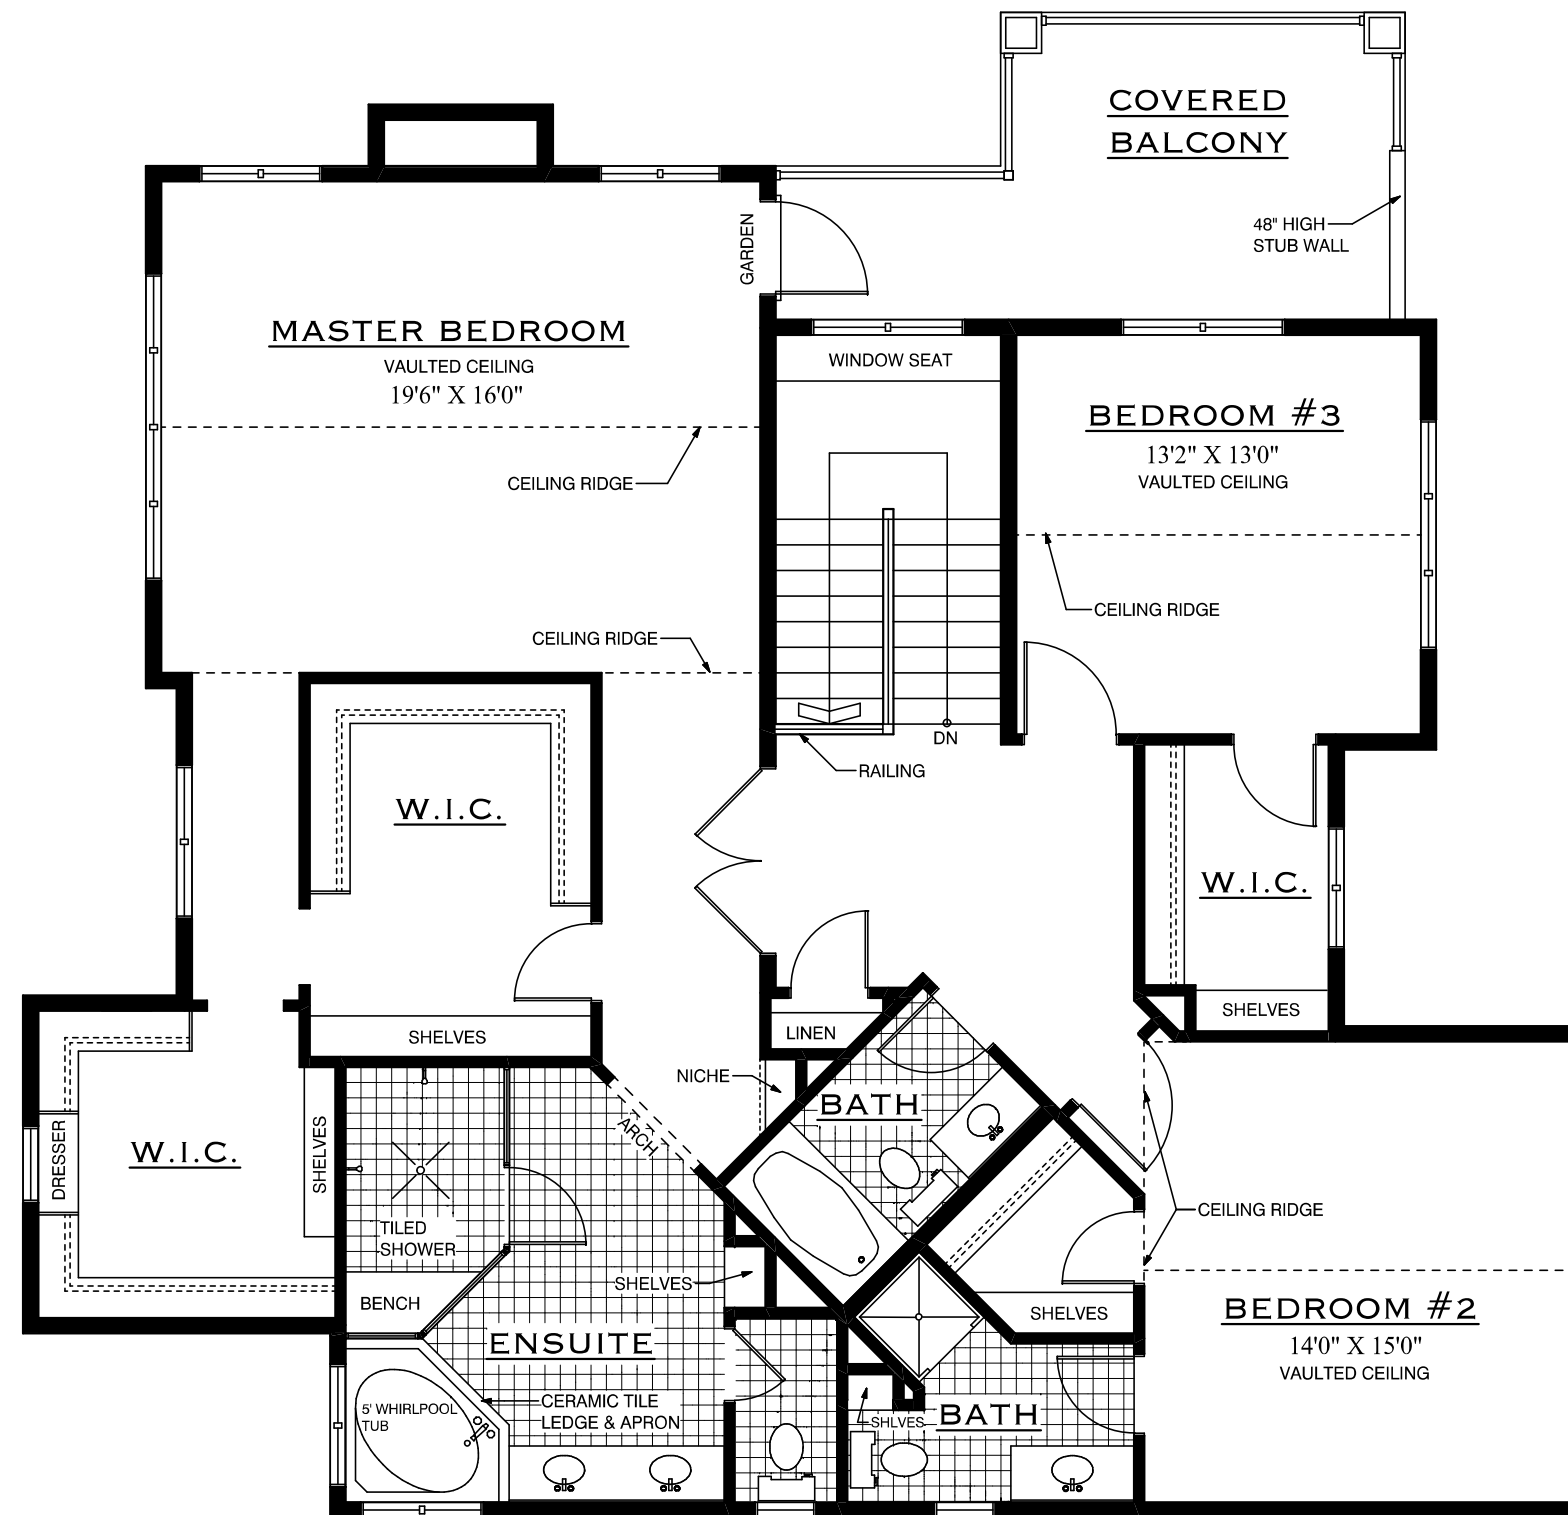 COVERED
BALCONY
48" HIGH
STUB WALL
GARDEN
MASTER BEDROOM
VAULTED CEILING
19'6" X 16'0"
CEILING RIDGE
WINDOW SEAT
BEDROOM #3
13'2" X 13'0"
VAULTED CEILING
CEILING RIDGE
CEILING RIDGE
DN
RAILING
W.I.C.
W.I.C.
SHELVES
SHELVES
LINEN
NICHE
BATH
ARCH
W.I.C.
DRESSER
SHELVES
TILED
SHOWER
CEILING RIDGE
SHELVES
BENCH
SHELVES
ENSUITE
BEDROOM #2
14'0" X 15'0"
VAULTED CEILING
5' WHIRLPOOL
TUB
CERAMIC TILE
LEDGE & APRON
SHLVES
BATH